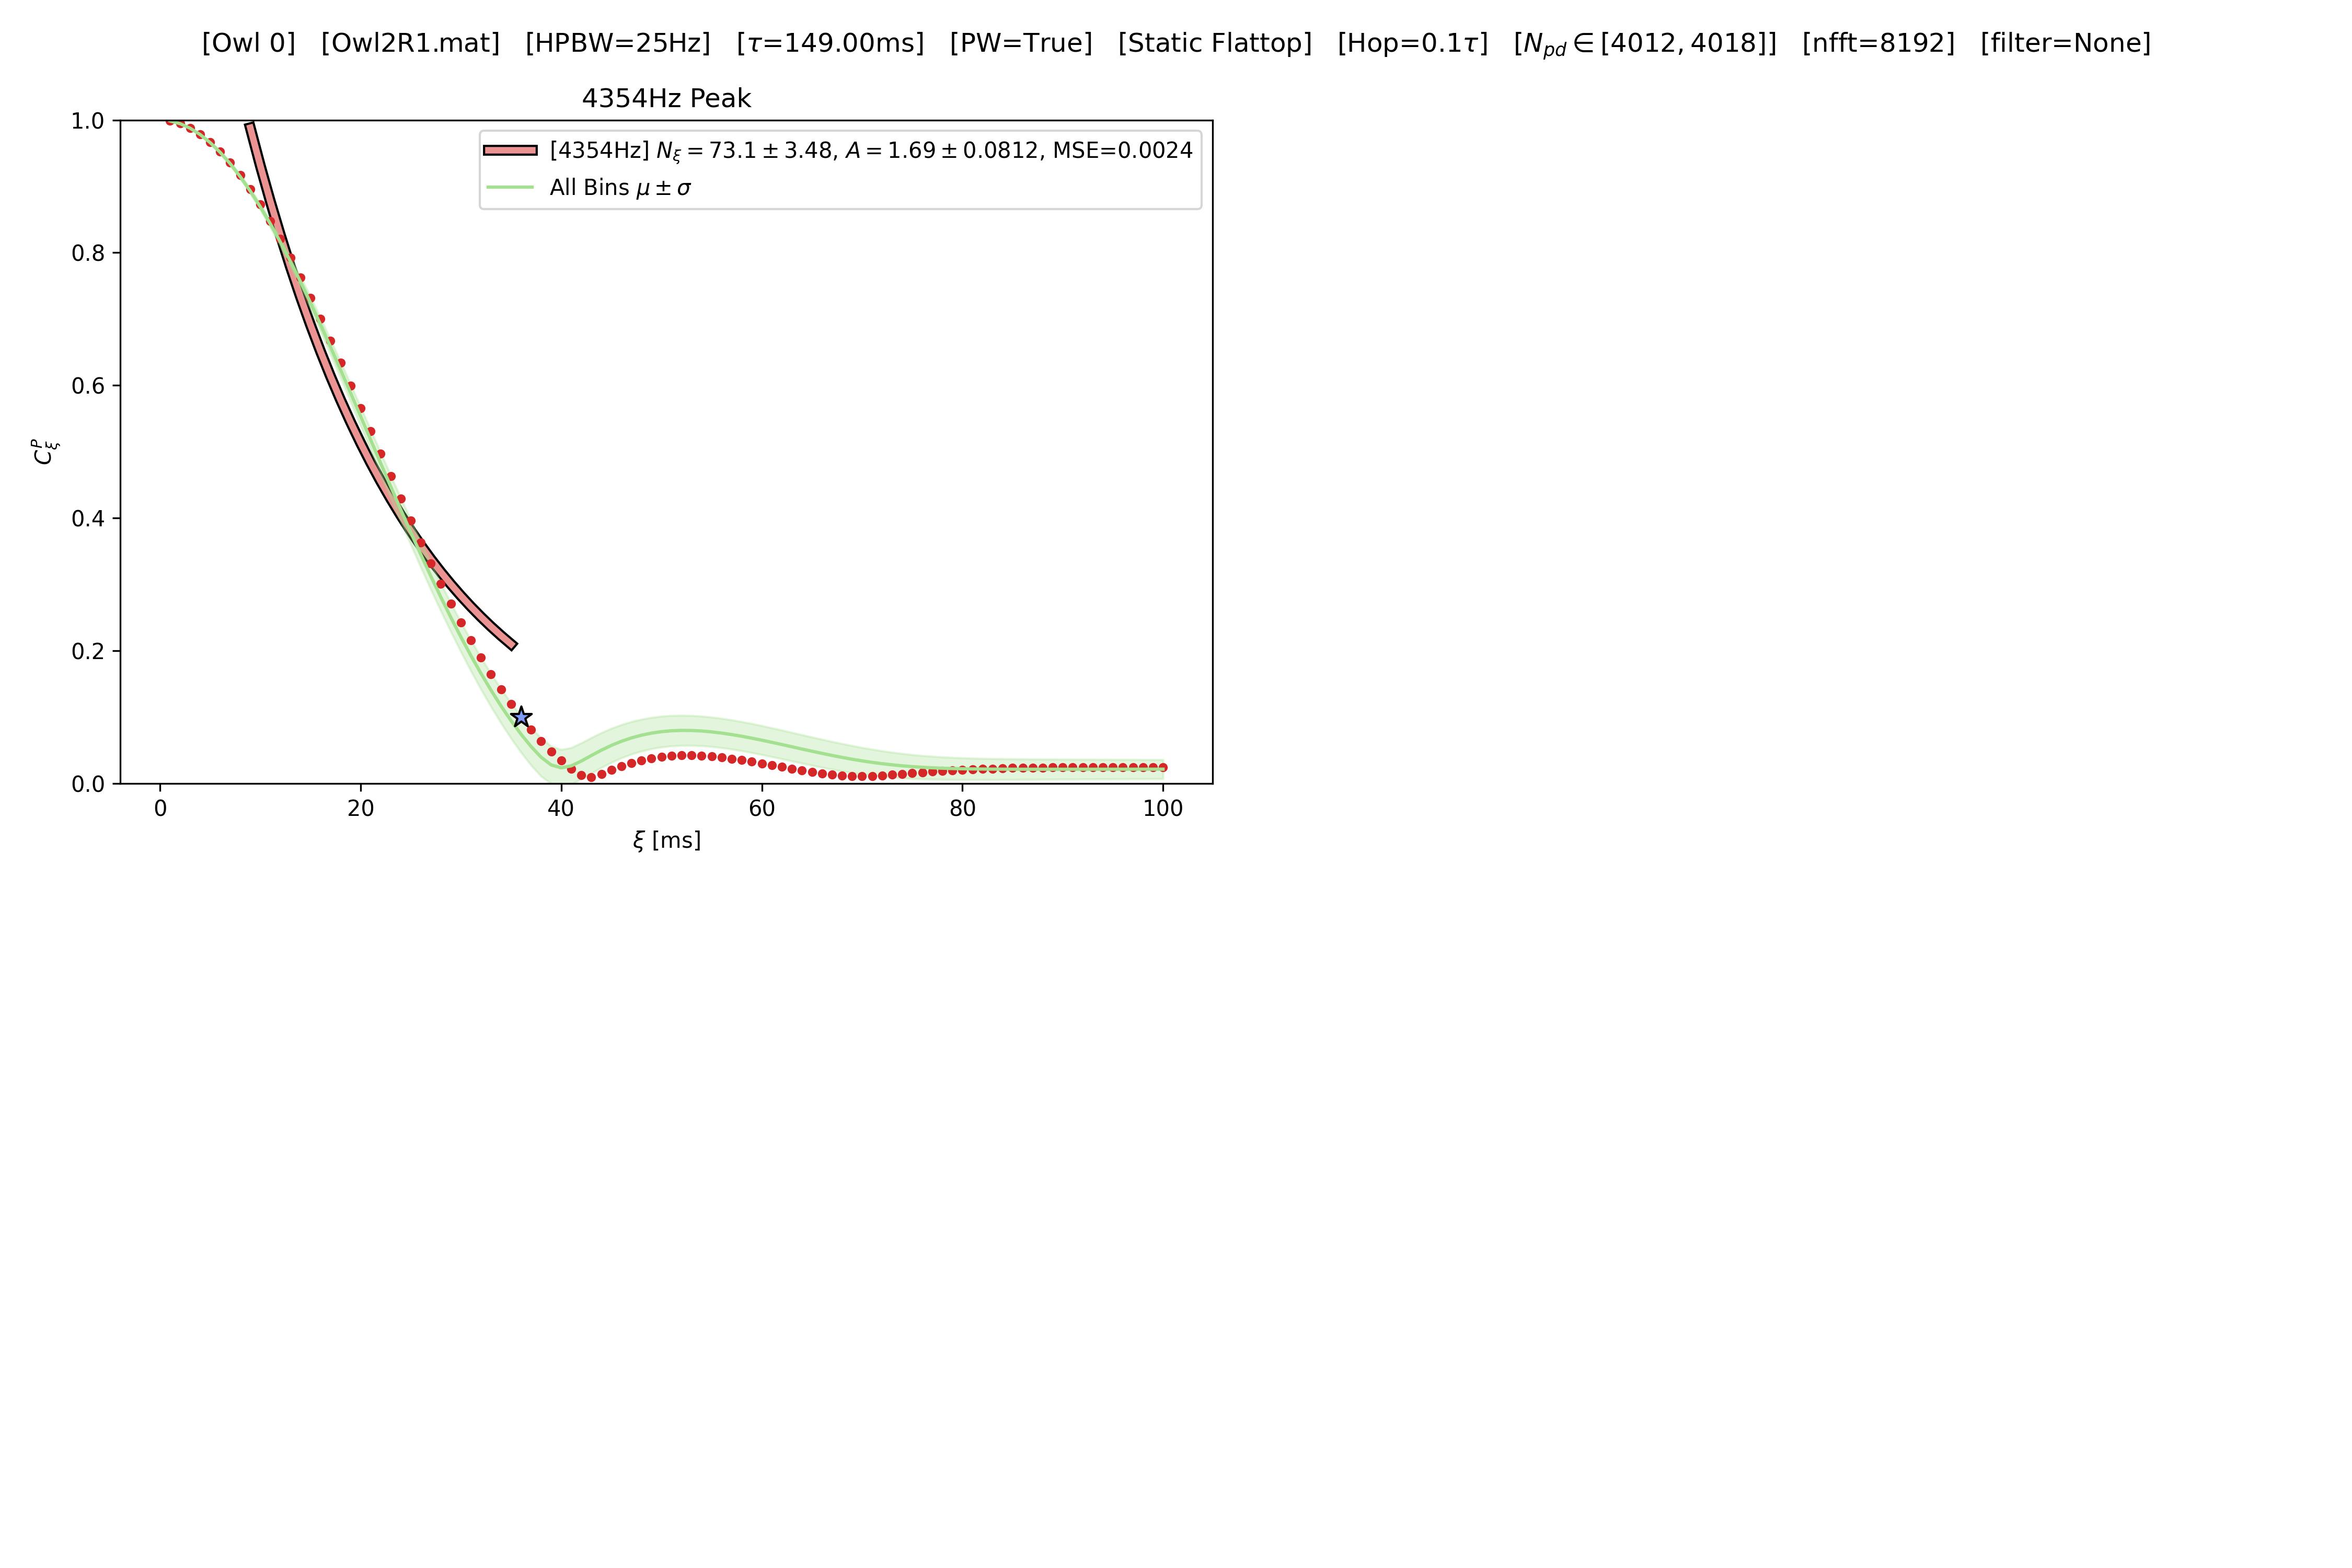 [Owl 0]   [Owl2R1.mat]   [HPBW=25Hz]   [τ=149.00ms]   [PW=True]   [Static Flattop]   [Hop=0.1τ]   [N_pd ∈ [4012, 4018]]   [nfft=8192]   [filter=None]
4354Hz Peak
[4354Hz] N_ξ = 73.1 ± 3.48, A = 1.69 ± 0.0812, MSE=0.0024
All Bins μ ± σ
1.0
0.8
0.6
0.4
0.2
0.0
C_ξ^P
0 20 40 60 80 100
ξ [ms]